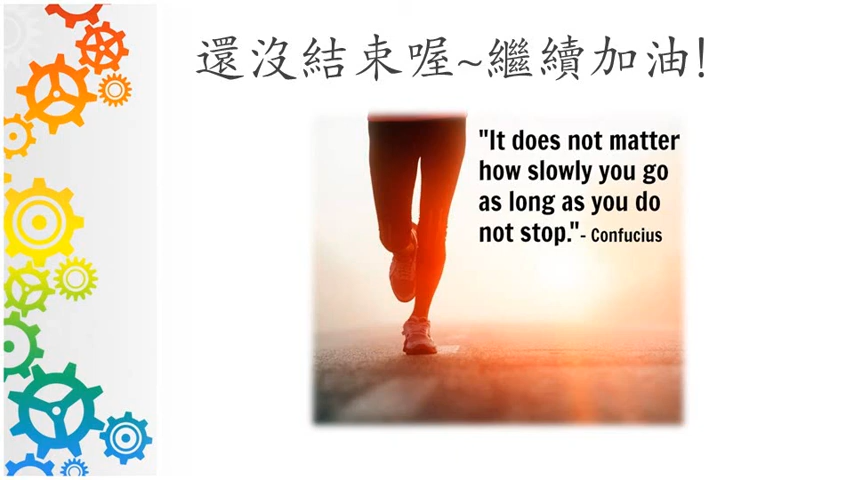 還沒結束喔~繼續加油!
"It does not matter
how slowly you go
as long as you do
not stop."- Confucius